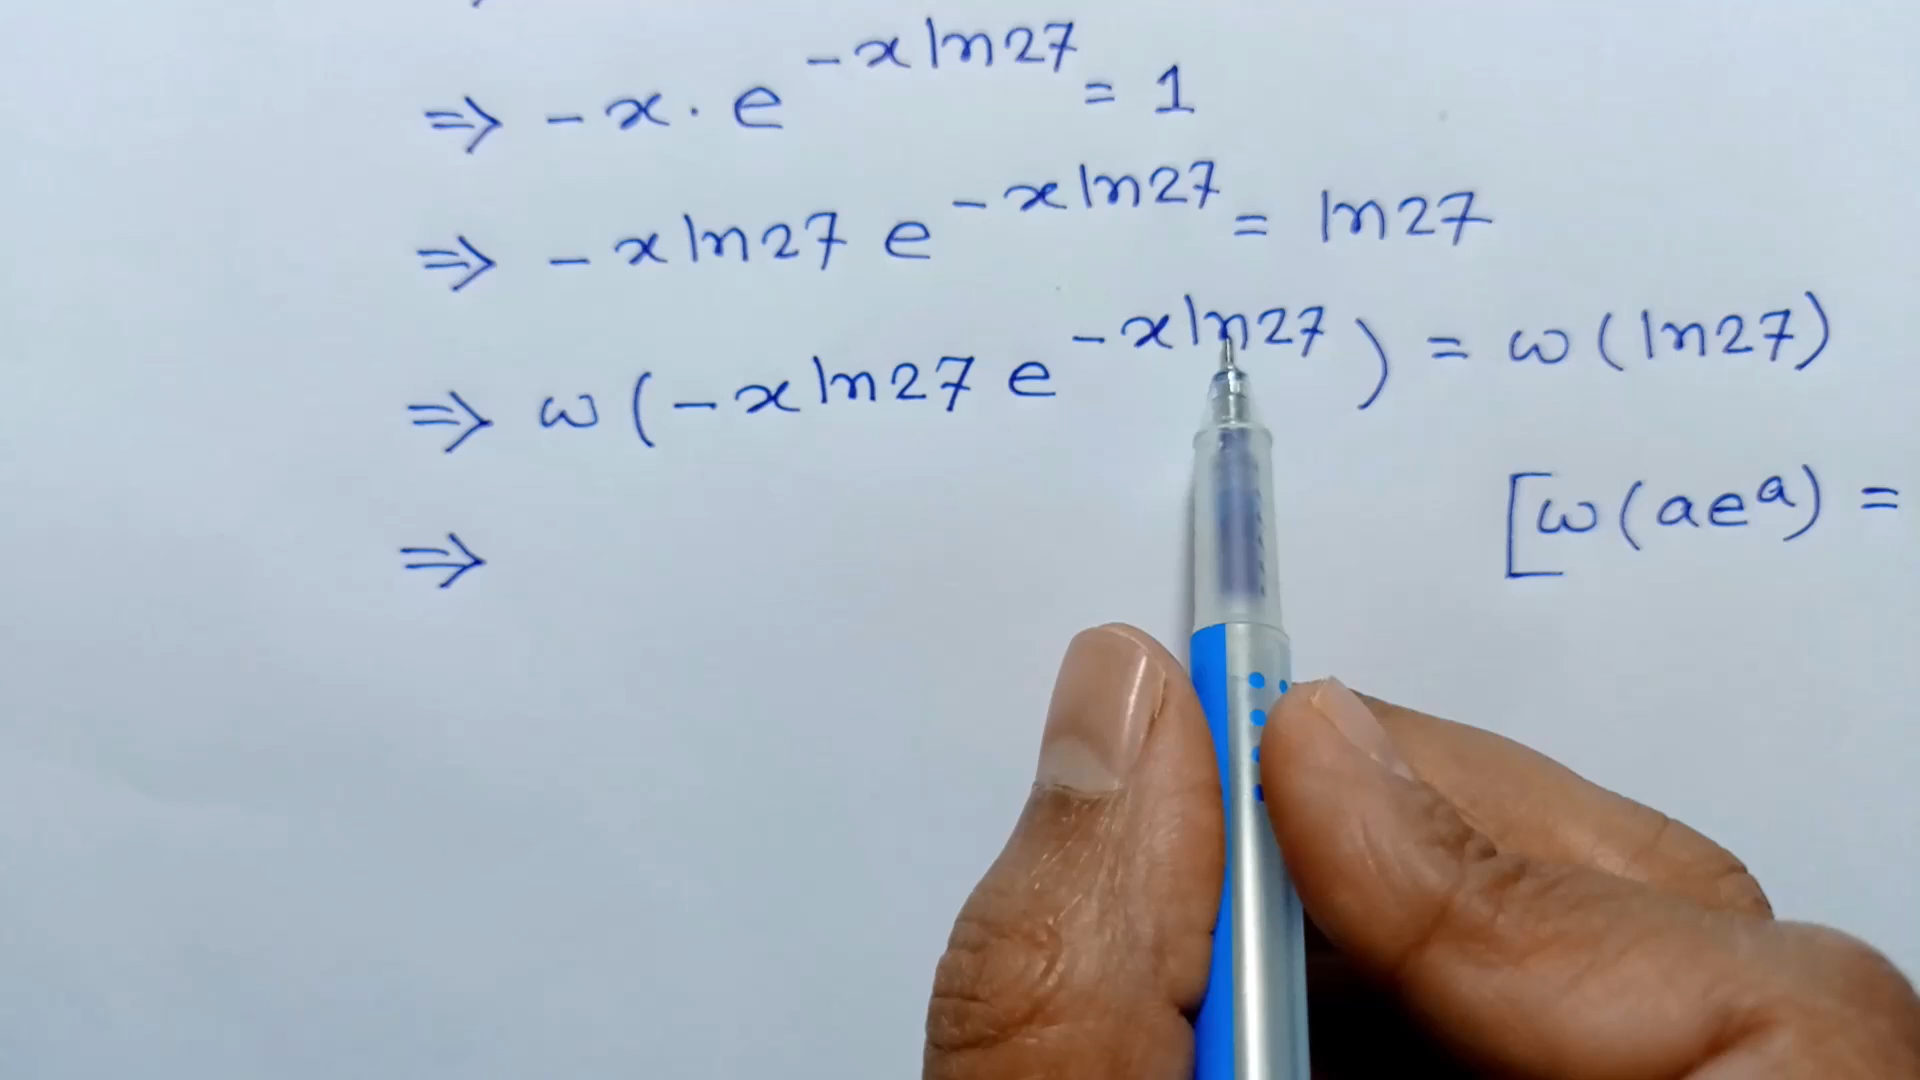 ⇒ -x · e^{-x ln27} = 1
⇒ -x ln27 e^{-x ln27} = ln27
⇒ ω(-x ln27 e^{-x ln27}) = ω(ln27)
[ω(ae^a) =
⇒